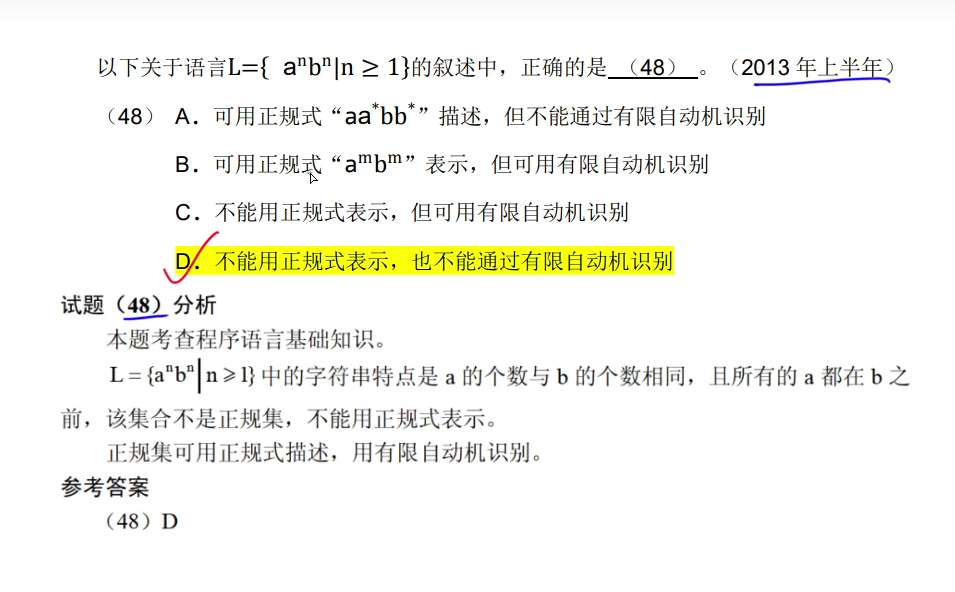 以下关于语言L={ aⁿbⁿ|n ≥ 1}的叙述中，正确的是 （48） 。（2013 年上半年）
（48） A．可用正规式“aa*bb*”描述，但不能通过有限自动机识别
B．可用正规式“aᵐbᵐ”表示，但可用有限自动机识别
C．不能用正规式表示，但可用有限自动机识别
D．不能用正规式表示，也不能通过有限自动机识别
试题（48）分析
本题考查程序语言基础知识。
L = {aⁿbⁿ|n ⩾ 1} 中的字符串特点是 a 的个数与 b 的个数相同，且所有的 a 都在 b 之
前，该集合不是正规集，不能用正规式表示。
正规集可用正规式描述，用有限自动机识别。
参考答案
（48）D